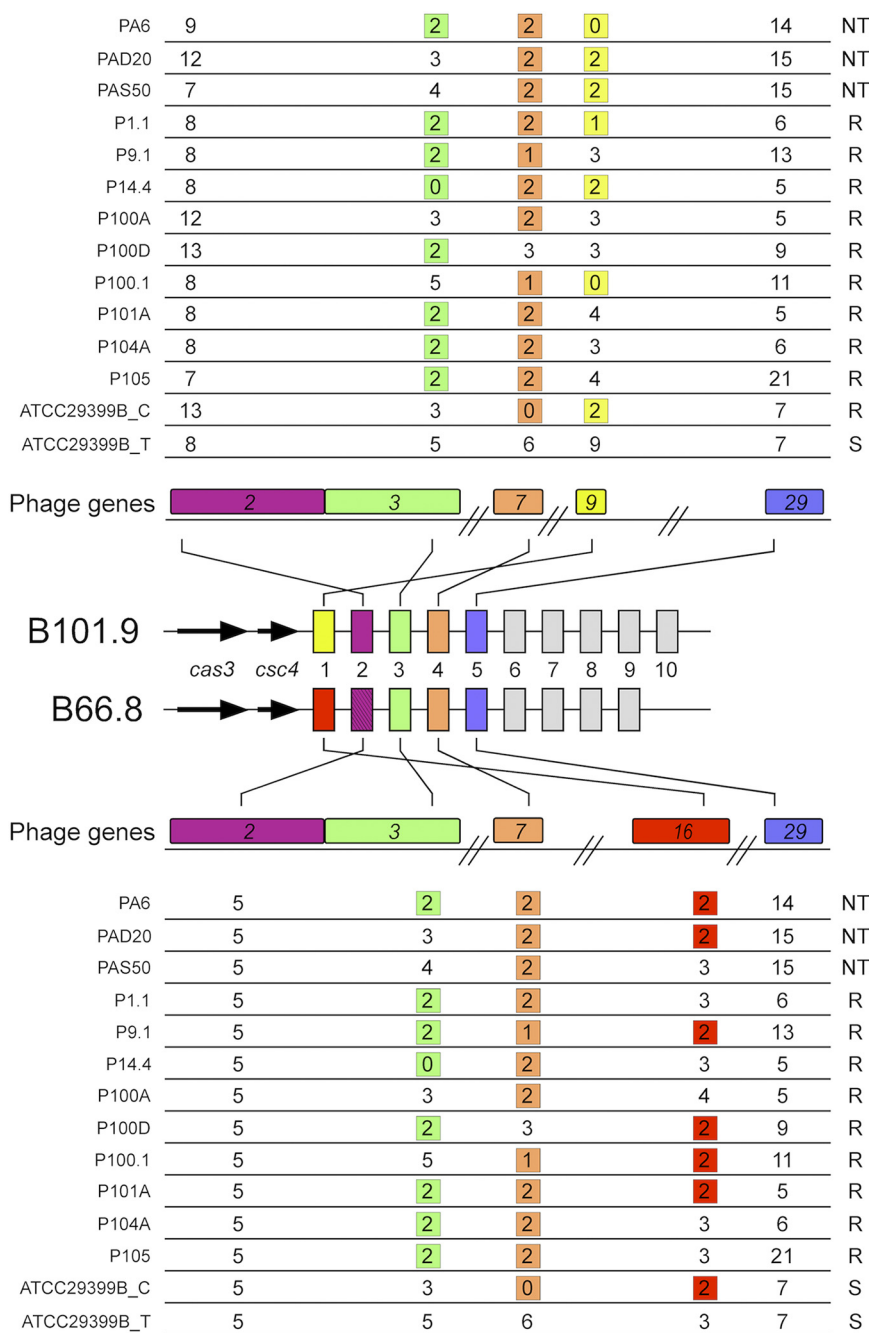 PA6 9 2 2 0 14 NT
PAD20 12 3 2 2 15 NT
PAS50 7 4 2 2 15 NT
P1.1 8 2 2 1 6 R
P9.1 8 2 1 3 13 R
P14.4 8 0 2 2 5 R
P100A 12 3 2 3 5 R
P100D 13 2 3 3 9 R
P100.1 8 5 1 0 11 R
P101A 8 2 2 4 5 R
P104A 8 2 2 3 6 R
P105 7 2 2 4 21 R
ATCC29399B_C 13 3 0 2 7 R
ATCC29399B_T 8 5 6 9 7 S
Phage genes 2 3 7 9 29
B101.9
cas3 csc4 1 2 3 4 5 6 7 8 9 10
B66.8
Phage genes 2 3 7 16 29
PA6 5 2 2 2 14 NT
PAD20 5 3 2 2 15 NT
PAS50 5 4 2 3 15 NT
P1.1 5 2 2 3 6 R
P9.1 5 2 1 2 13 R
P14.4 5 0 2 3 5 R
P100A 5 3 2 4 5 R
P100D 5 2 3 2 9 R
P100.1 5 5 1 2 11 R
P101A 5 2 2 2 5 R
P104A 5 2 2 3 6 R
P105 5 2 2 3 21 R
ATCC29399B_C 5 3 0 2 7 S
ATCC29399B_T 5 5 6 3 7 S